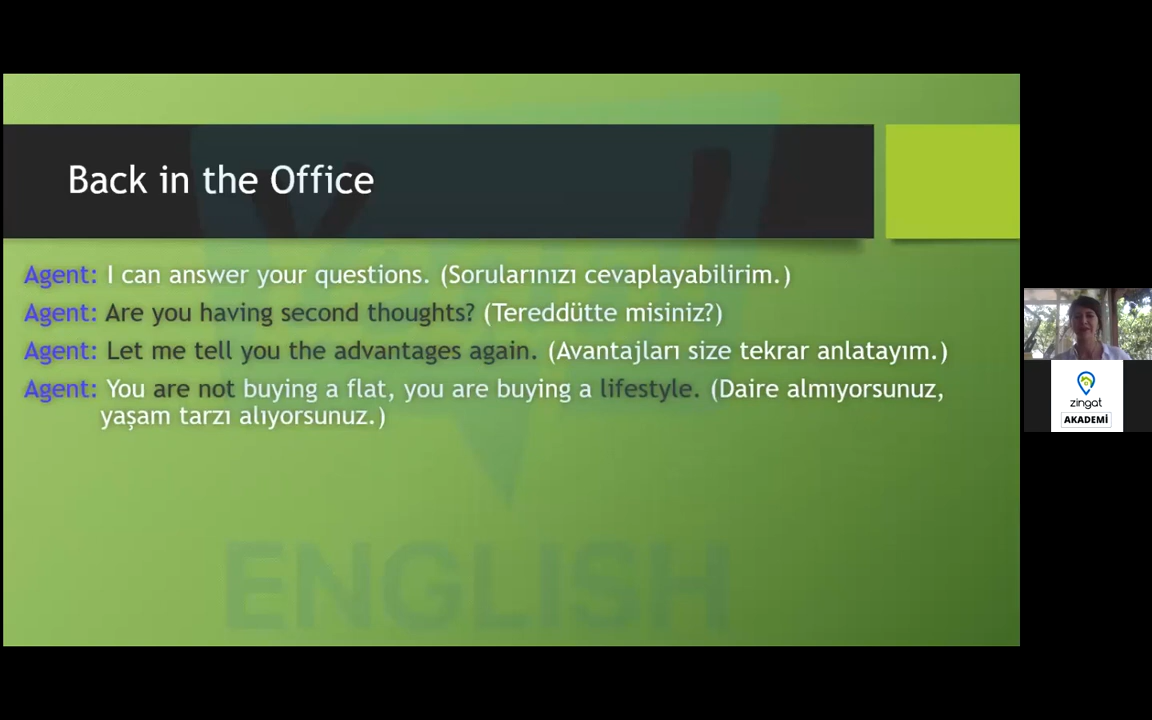 Back in the Office
Agent: I can answer your questions. (Sorularınızı cevaplayabilirim.)
Agent: Are you having second thoughts? (Tereddütte misiniz?)
Agent: Let me tell you the advantages again. (Avantajları size tekrar anlatayım.)
Agent: You are not buying a flat, you are buying a lifestyle. (Daire almıyorsunuz,
yaşam tarzı alıyorsunuz.)
ENGLISH
zingat
AKADEMİ